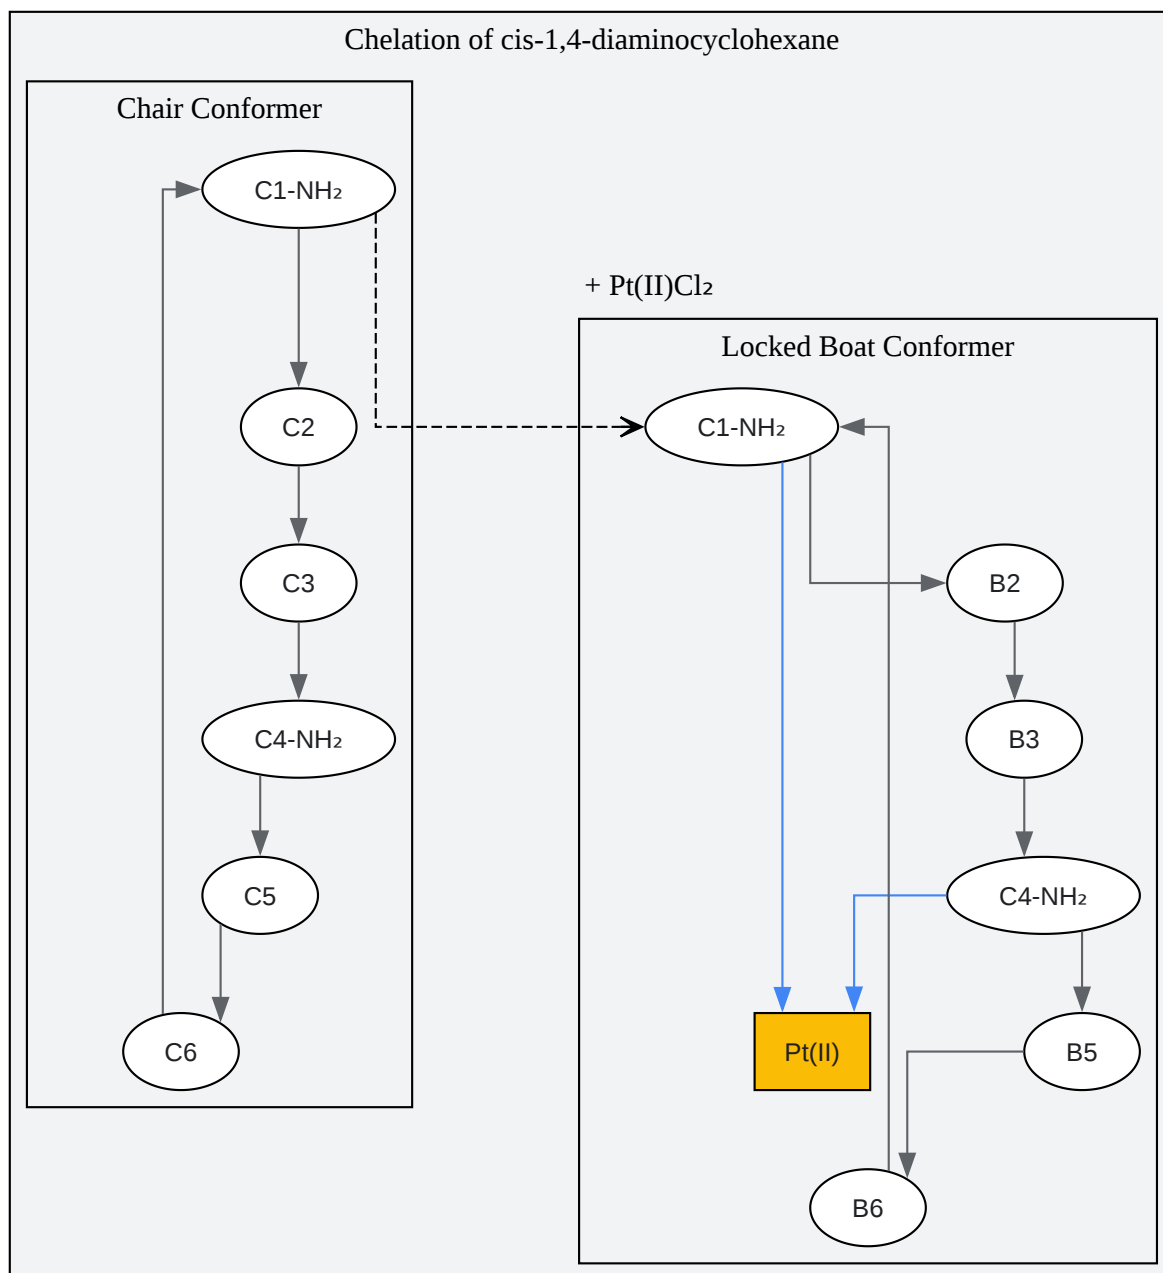 Chelation of cis-1,4-diaminocyclohexane
Chair Conformer
C1-NH₂
C2
C3
C4-NH₂
C5
C6
+ Pt(II)Cl₂
Locked Boat Conformer
C1-NH₂
B2
B3
C4-NH₂
Pt(II)
B5
B6